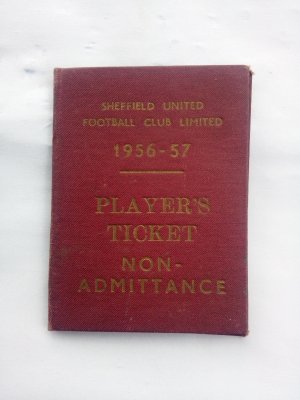 SHEFFIELD UNITED
FOOTBALL CLUB LIMITED
1956-57
PLAYER'S
TICKET
NON-
ADMITTANCE